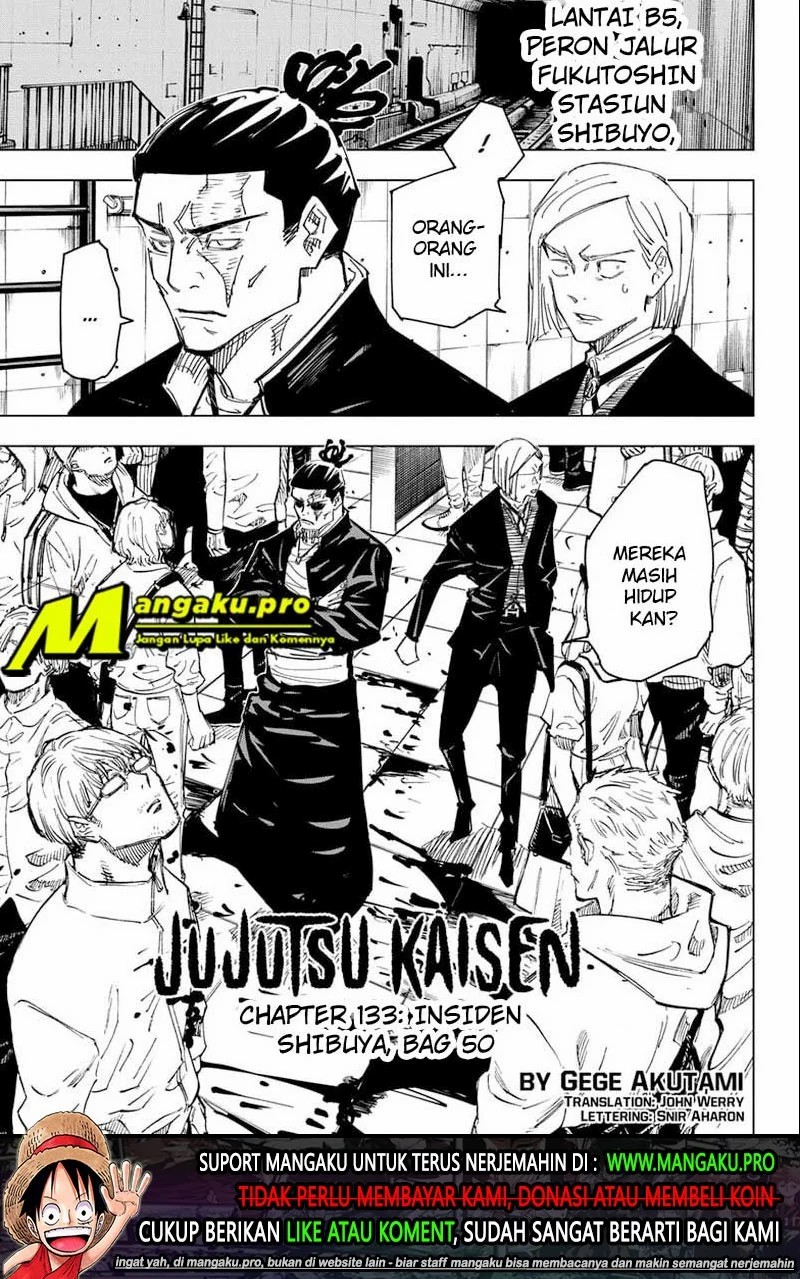 LANTAI B5,
PERON JALUR
FUKUTOSHIN
STASIUN
SHIBUYO,
!
ORANG-
ORANG
INI...
...
MEREKA
MASIH
HIDUP
KAN?
Mangaku.pro
Jangan Lupa Like dan Komennya
JUJUTSU KAISEN
CHAPTER 133: INSIDEN
SHIBUYA, BAG 50
BY GEGE AKUTAMI
TRANSLATION: JOHN WERRY
LETTERING: SNIR AHARON
SUPORT MANGAKU UNTUK TERUS NERJEMAHIN DI : WWW.MANGAKU.PRO
TIDAK PERLU MEMBAYAR KAMI, DONASI ATAU MEMBELI KOIN
CUKUP BERIKAN LIKE ATAU KOMENT, SUDAH SANGAT BERARTI BAGI KAMI
ingat yah, di mangaku.pro, bukan di website lain - biar staff mangaku bisa membacanya dan makin semangat nerjemahin